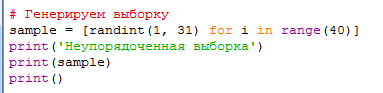 # Генерируем выборку
sample = [randint(1, 31) for i in range(40)]
print('Неупорядоченная выборка')
print(sample)
print()